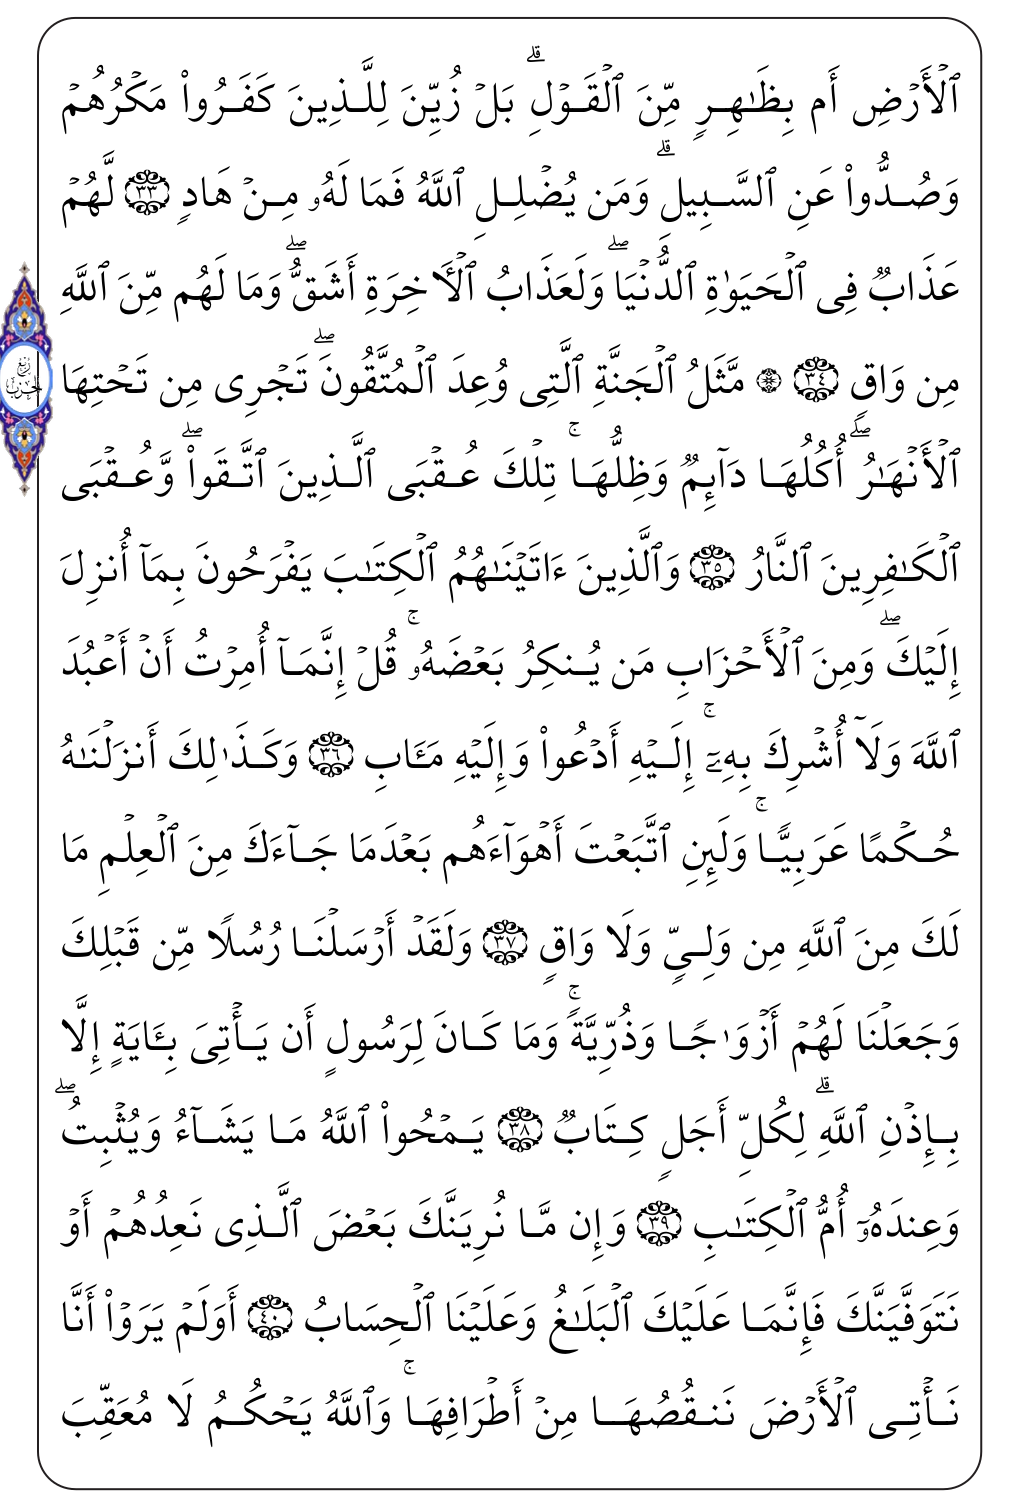 ٱلۡأَرۡضِ أَم بِظَٰهِرٖ مِّنَ ٱلۡقَوۡلِۗ بَلۡ زُيِّنَ لِلَّذِينَ كَفَرُواْ مَكۡرُهُمۡ
وَصُدُّواْ عَنِ ٱلسَّبِيلِۗ وَمَن يُضۡلِلِ ٱللَّهُ فَمَا لَهُۥ مِنۡ هَادٖ ٣٣ لَّهُمۡ
عَذَابٞ فِي ٱلۡحَيَوٰةِ ٱلدُّنۡيَاۖ وَلَعَذَابُ ٱلۡأٓخِرَةِ أَشَقُّۖ وَمَا لَهُم مِّنَ ٱللَّهِ
مِن وَاقٖ ٣٤ ۞ مَّثَلُ ٱلۡجَنَّةِ ٱلَّتِي وُعِدَ ٱلۡمُتَّقُونَۖ تَجۡرِي مِن تَحۡتِهَا
ٱلۡأَنۡهَٰرُۖ أُكُلُهَا دَآئِمٞ وَظِلُّهَاۚ تِلۡكَ عُقۡبَى ٱلَّذِينَ ٱتَّقَواْۖ وَّعُقۡبَى
ٱلۡكَٰفِرِينَ ٱلنَّارُ ٣٥ وَٱلَّذِينَ ءَاتَيۡنَٰهُمُ ٱلۡكِتَٰبَ يَفۡرَحُونَ بِمَآ أُنزِلَ
إِلَيۡكَۖ وَمِنَ ٱلۡأَحۡزَابِ مَن يُنكِرُ بَعۡضَهُۥۚ قُلۡ إِنَّمَآ أُمِرۡتُ أَنۡ أَعۡبُدَ
ٱللَّهَ وَلَآ أُشۡرِكَ بِهِۦٓۚ إِلَيۡهِ أَدۡعُواْ وَإِلَيۡهِ مَـَٔابِ ٣٦ وَكَذَٰلِكَ أَنزَلۡنَٰهُ
حُكۡمًا عَرَبِيّٗاۚ وَلَئِنِ ٱتَّبَعۡتَ أَهۡوَآءَهُم بَعۡدَمَا جَآءَكَ مِنَ ٱلۡعِلۡمِ مَا
لَكَ مِنَ ٱللَّهِ مِن وَلِيّٖ وَلَا وَاقٖ ٣٧ وَلَقَدۡ أَرۡسَلۡنَا رُسُلٗا مِّن قَبۡلِكَ
وَجَعَلۡنَا لَهُمۡ أَزۡوَٰجٗا وَذُرِّيَّةٗۚ وَمَا كَانَ لِرَسُولٍ أَن يَأۡتِيَ بِـَٔايَةٍ إِلَّا
بِإِذۡنِ ٱللَّهِۗ لِكُلِّ أَجَلٖ كِتَابٞ ٣٨ يَمۡحُواْ ٱللَّهُ مَا يَشَآءُ وَيُثۡبِتُۖ
وَعِندَهُۥٓ أُمُّ ٱلۡكِتَٰبِ ٣٩ وَإِن مَّا نُرِيَنَّكَ بَعۡضَ ٱلَّذِي نَعِدُهُمۡ أَوۡ
نَتَوَفَّيَنَّكَ فَإِنَّمَا عَلَيۡكَ ٱلۡبَلَٰغُ وَعَلَيۡنَا ٱلۡحِسَابُ ٤٠ أَوَلَمۡ يَرَوۡاْ أَنَّا
نَأۡتِي ٱلۡأَرۡضَ نَنقُصُهَا مِنۡ أَطۡرَافِهَاۚ وَٱللَّهُ يَحۡكُمُ لَا مُعَقِّبَ
ربع
الحزب